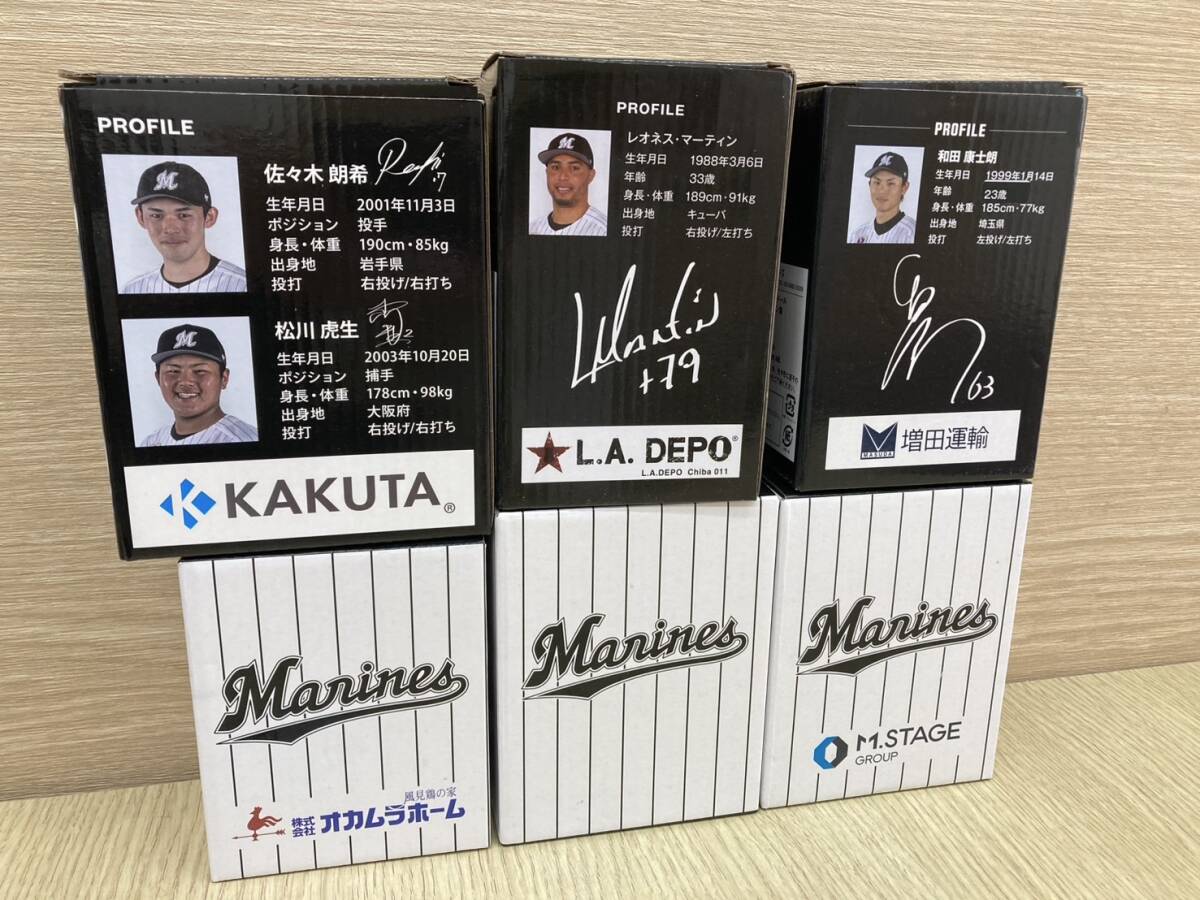 PROFILE
佐々木 朗希
生年月日 2001年11月3日
ポジション 投手
身長・体重 190cm・85kg
出身地 岩手県
投打 右投げ/右打ち
松川 虎生
生年月日 2003年10月20日
ポジション 捕手
身長・体重 178cm・98kg
出身地 大阪府
投打 右投げ/右打ち
KAKUTA®
PROFILE
レオネス・マーティン
生年月日 1988年3月6日
年齢 33歳
身長・体重 189cm・91kg
出身地 キューバ
投打 右投げ/左打ち
Martin
+79
L.A. DEPO®
L.A.DEPO Chiba 011
PROFILE
和田 康士朗
生年月日 1999年1月14日
年齢 23歳
身長・体重 185cm・77kg
出身地 埼玉県
投打 左投げ/左打ち
63
MASUDA
増田運輸
Marines
風見鶏の家
株式会社 オカムラホーム
Marines
Marines
M.STAGE
GROUP